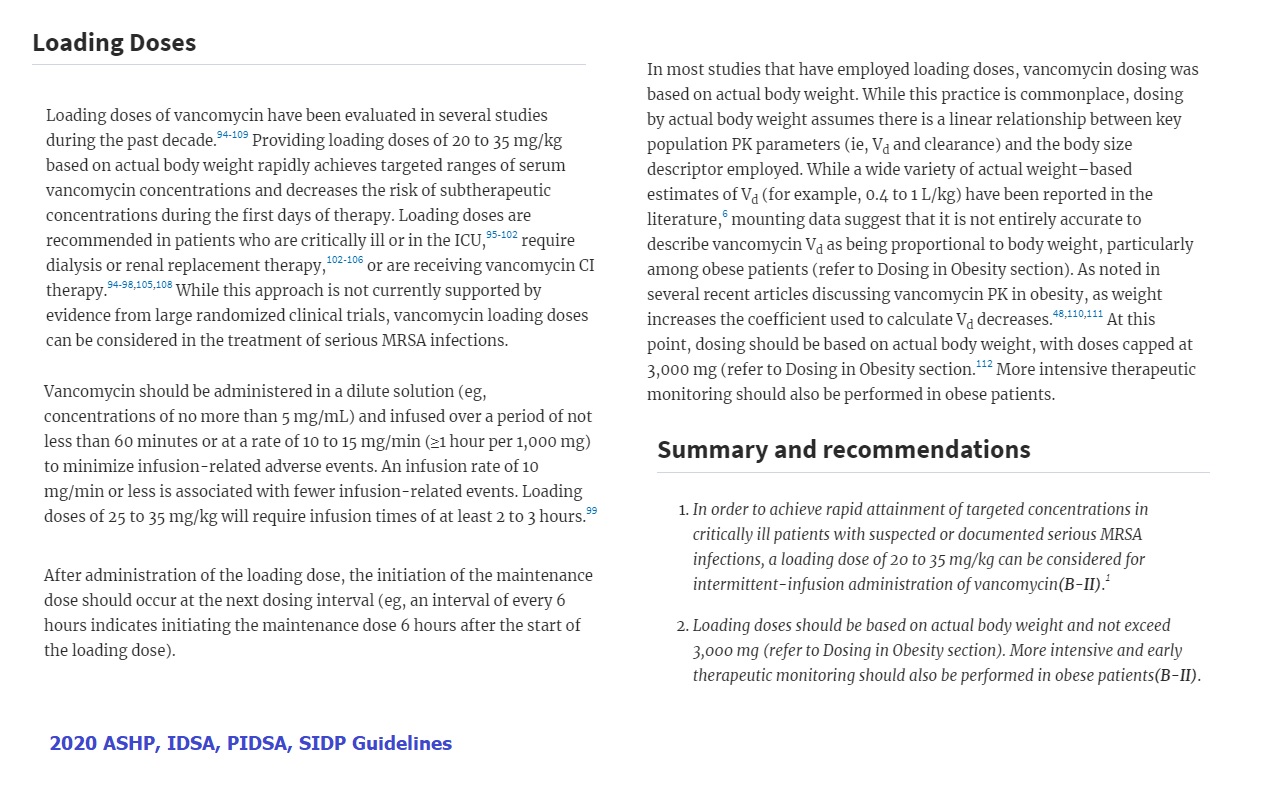 Loading Doses
Loading doses of vancomycin have been evaluated in several studies
during the past decade.94-109 Providing loading doses of 20 to 35 mg/kg
based on actual body weight rapidly achieves targeted ranges of serum
vancomycin concentrations and decreases the risk of subtherapeutic
concentrations during the first days of therapy. Loading doses are
recommended in patients who are critically ill or in the ICU,95-102 require
dialysis or renal replacement therapy,102-106 or are receiving vancomycin CI
therapy.94-98,105,108 While this approach is not currently supported by
evidence from large randomized clinical trials, vancomycin loading doses
can be considered in the treatment of serious MRSA infections.
Vancomycin should be administered in a dilute solution (eg,
concentrations of no more than 5 mg/mL) and infused over a period of not
less than 60 minutes or at a rate of 10 to 15 mg/min (≥1 hour per 1,000 mg)
to minimize infusion-related adverse events. An infusion rate of 10
mg/min or less is associated with fewer infusion-related events. Loading
doses of 25 to 35 mg/kg will require infusion times of at least 2 to 3 hours.99
After administration of the loading dose, the initiation of the maintenance
dose should occur at the next dosing interval (eg, an interval of every 6
hours indicates initiating the maintenance dose 6 hours after the start of
the loading dose).
2020 ASHP, IDSA, PIDSA, SIDP Guidelines
In most studies that have employed loading doses, vancomycin dosing was
based on actual body weight. While this practice is commonplace, dosing
by actual body weight assumes there is a linear relationship between key
population PK parameters (ie, Vd and clearance) and the body size
descriptor employed. While a wide variety of actual weight–based
estimates of Vd (for example, 0.4 to 1 L/kg) have been reported in the
literature,6 mounting data suggest that it is not entirely accurate to
describe vancomycin Vd as being proportional to body weight, particularly
among obese patients (refer to Dosing in Obesity section). As noted in
several recent articles discussing vancomycin PK in obesity, as weight
increases the coefficient used to calculate Vd decreases.48,110,111 At this
point, dosing should be based on actual body weight, with doses capped at
3,000 mg (refer to Dosing in Obesity section.112 More intensive therapeutic
monitoring should also be performed in obese patients.
Summary and recommendations
1. In order to achieve rapid attainment of targeted concentrations in
critically ill patients with suspected or documented serious MRSA
infections, a loading dose of 20 to 35 mg/kg can be considered for
intermittent-infusion administration of vancomycin(B-II).1
2. Loading doses should be based on actual body weight and not exceed
3,000 mg (refer to Dosing in Obesity section). More intensive and early
therapeutic monitoring should also be performed in obese patients(B-II).